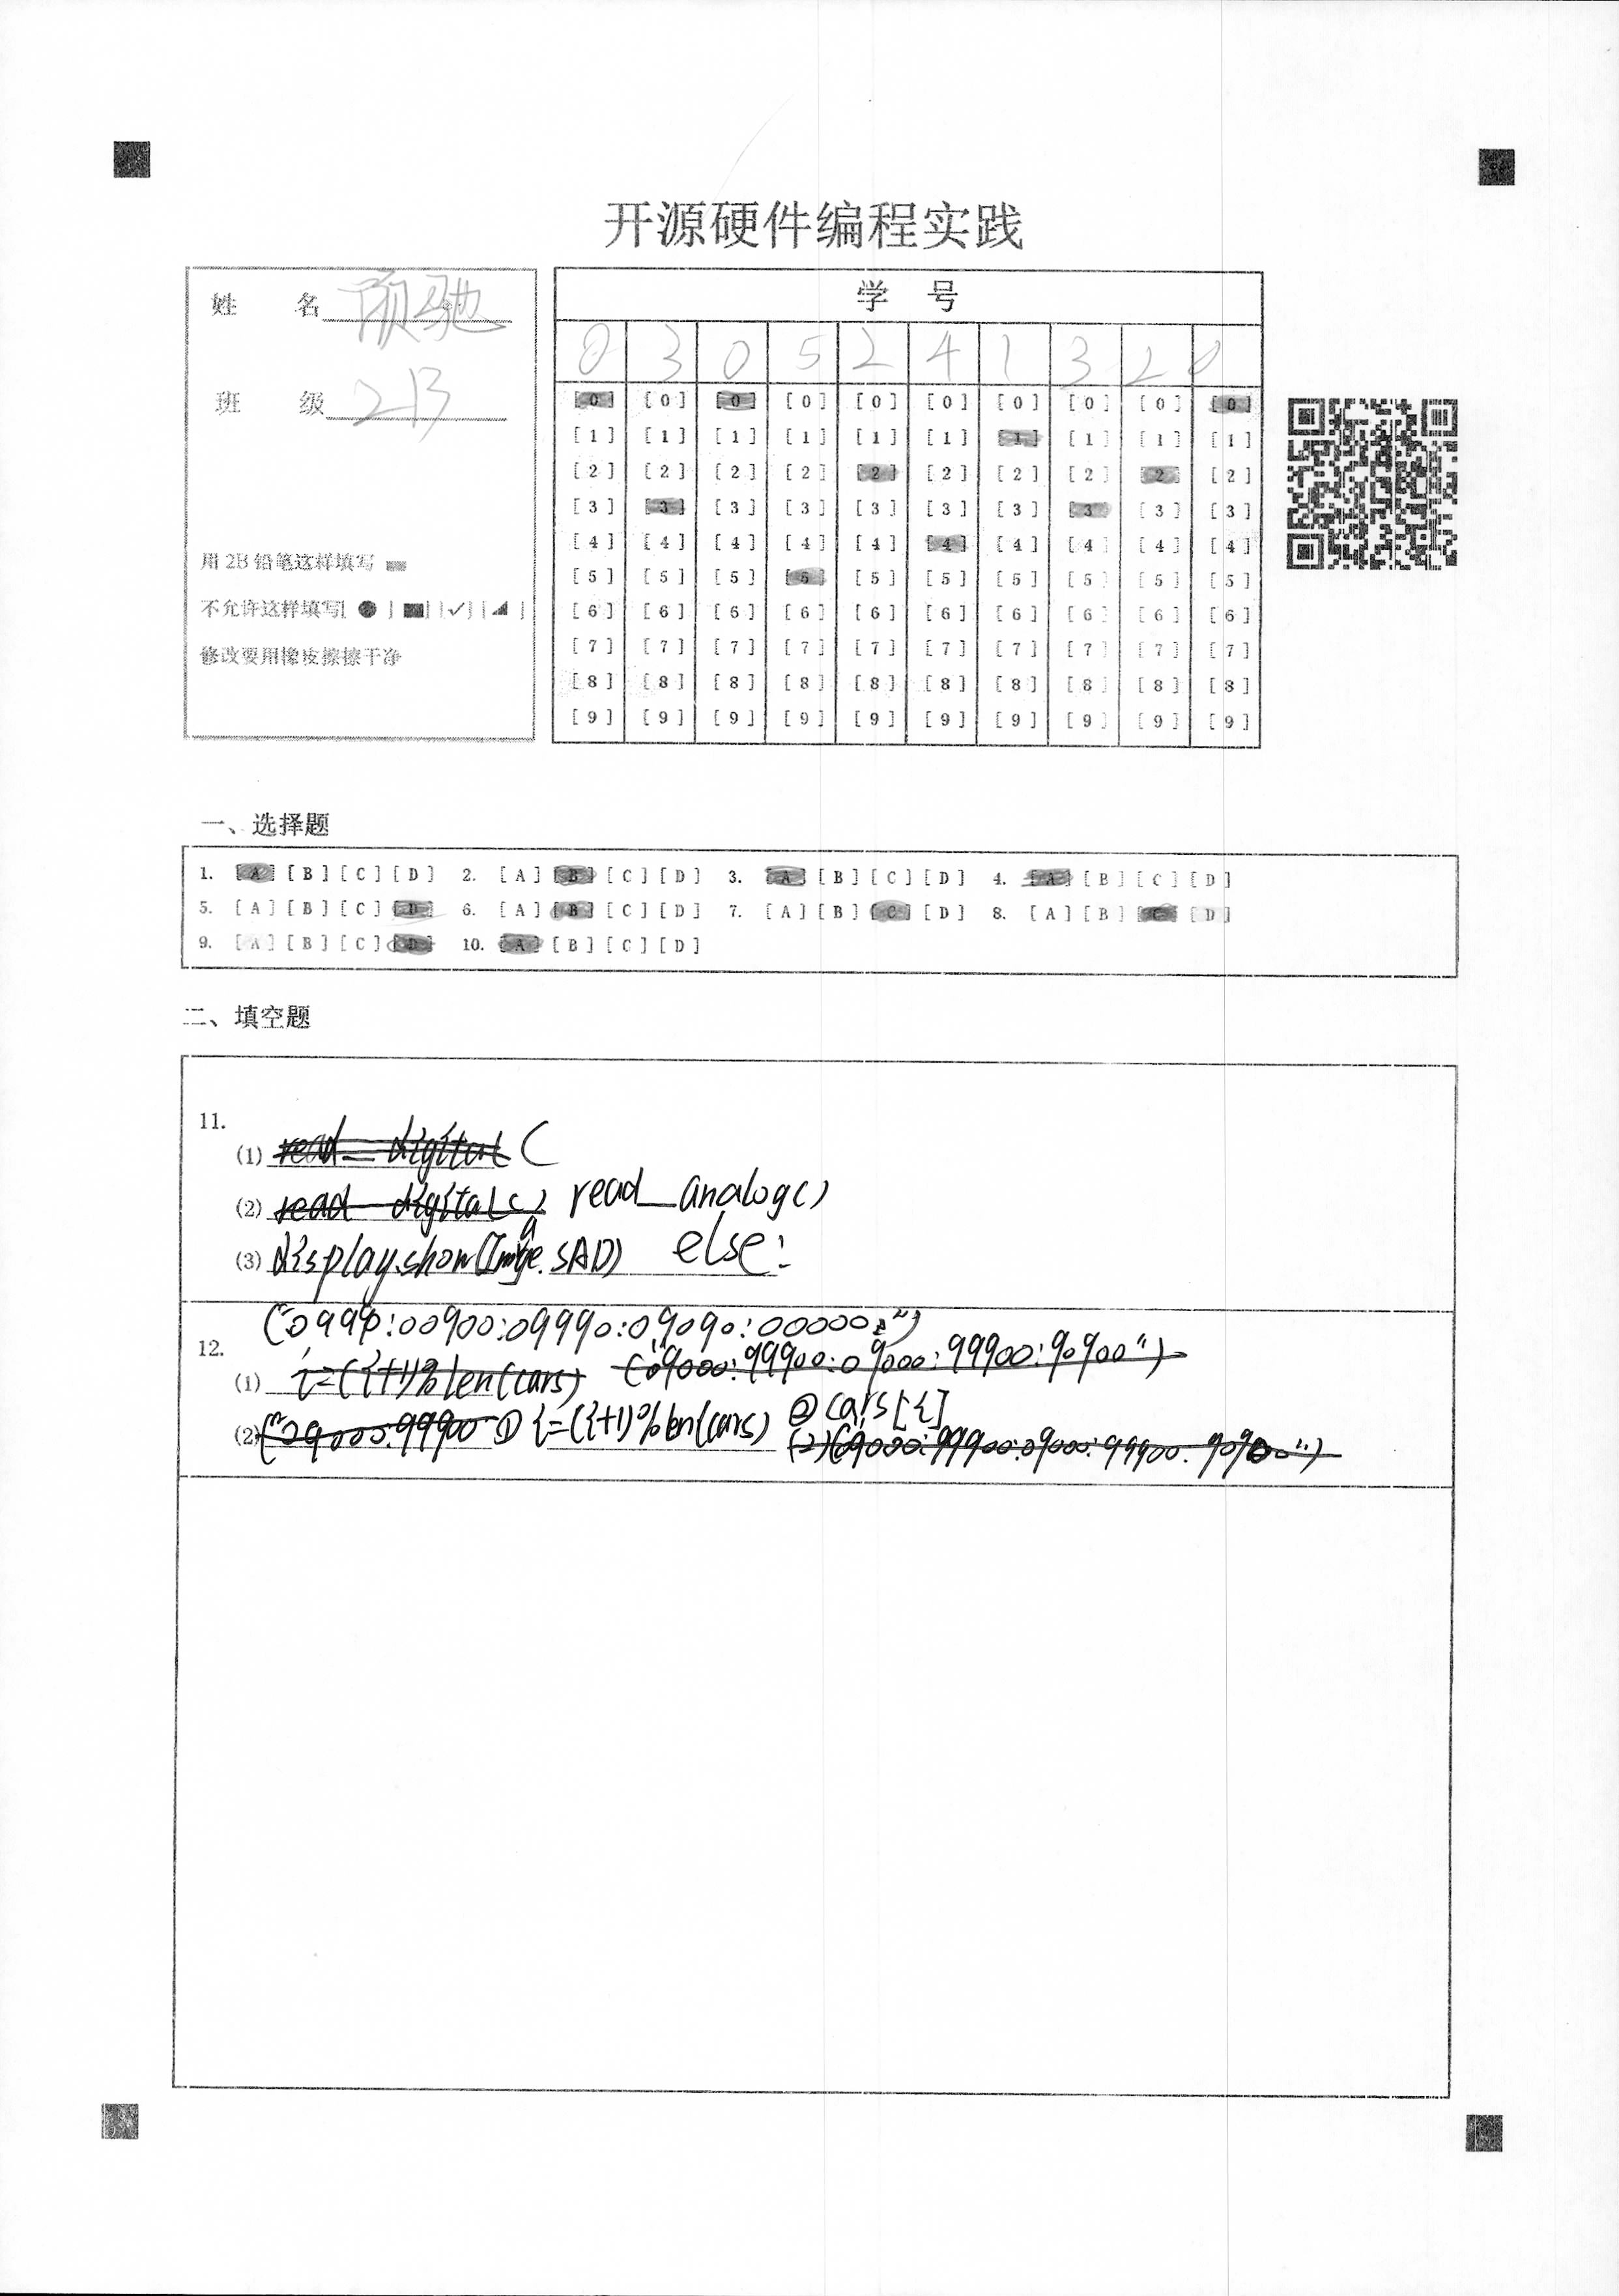 开源硬件编程实践
姓 名 顾驰
班 级 213
用 2B 铅笔这样填写
不允许这样填写[ ● ] [■] [✓] [◢ ]
修改要用橡皮擦擦干净
学 号
0 3 0 5 2 4 1 3 2 0
[0] [0] [0] [0] [0] [0] [0] [0] [0] [0]
[1] [1] [1] [1] [1] [1] [1] [1] [1] [1]
[2] [2] [2] [2] [2] [2] [2] [2] [2] [2]
[3] [3] [3] [3] [3] [3] [3] [3] [3] [3]
[4] [4] [4] [4] [4] [4] [4] [4] [4] [4]
[5] [5] [5] [5] [5] [5] [5] [5] [5] [5]
[6] [6] [6] [6] [6] [6] [6] [6] [6] [6]
[7] [7] [7] [7] [7] [7] [7] [7] [7] [7]
[8] [8] [8] [8] [8] [8] [8] [8] [8] [8]
[9] [9] [9] [9] [9] [9] [9] [9] [9] [9]
一、选择题
1. [A] [B] [C] [D] 2. [A] [B] [C] [D] 3. [A] [B] [C] [D] 4. [A] [B] [C] [D]
5. [A] [B] [C] [D] 6. [A] [B] [C] [D] 7. [A] [B] [C] [D] 8. [A] [B] [C] [D]
9. [A] [B] [C] [D] 10. [A] [B] [C] [D]
二、填空题
11.
(1) read_digital C
(2) read_digital() read_analog()
(3) display.show(Image.SAD) else:
("09990:00900:09990:09090:00000:")
12.
(1) i=(i+1)%len(cars) ("09000:99900:09000:99900:90900")
(2) ("09000:99900 ① i=(i+1)%len(cars) ② cars[i]
(2)(09000:99900:09000:99900:90900")